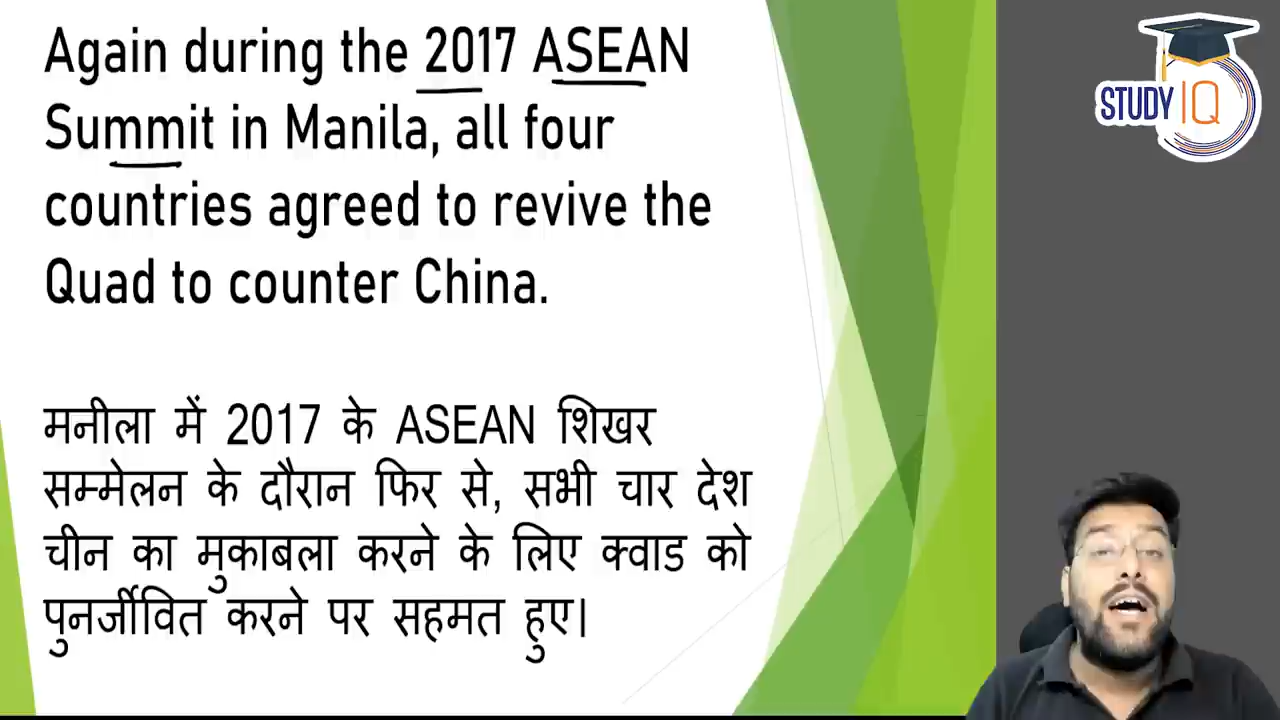 Again during the 2017 ASEAN
Summit in Manila, all four
countries agreed to revive the
Quad to counter China.
मनीला में 2017 के ASEAN शिखर
सम्मेलन के दौरान फिर से, सभी चार देश
चीन का मुकाबला करने के लिए क्वाड को
पुनर्जीवित करने पर सहमत हुए।
STUDY IQ